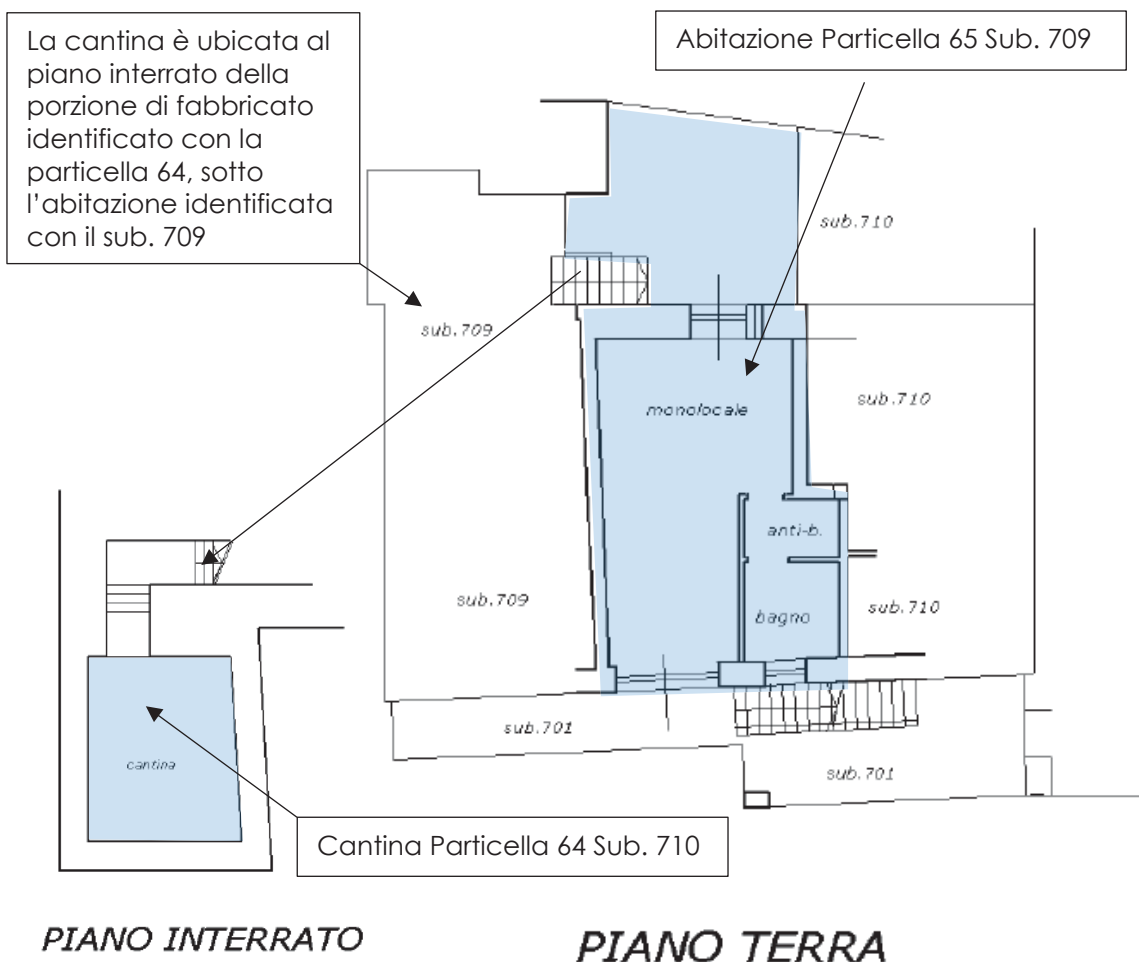 La cantina è ubicata al
piano interrato della
porzione di fabbricato
identificato con la
particella 64, sotto
l’abitazione identificata
con il sub. 709
Abitazione Particella 65 Sub. 709
sub.710
sub.709
monolocale
sub.710
anti-b.
sub.709
bagno
sub.710
sub.701
sub.701
cantina
Cantina Particella 64 Sub. 710
PIANO INTERRATO
PIANO TERRA